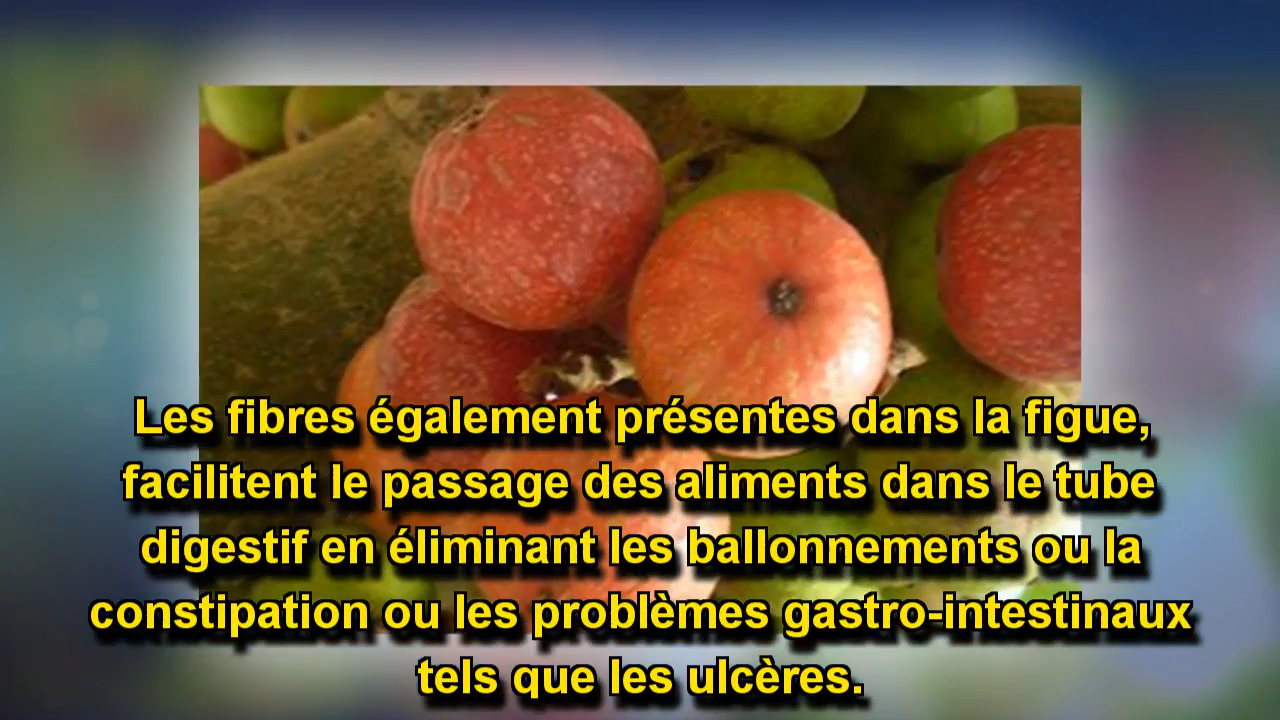 Les fibres également présentes dans la figue,
facilitent le passage des aliments dans le tube
digestif en éliminant les ballonnements ou la
constipation ou les problèmes gastro-intestinaux
tels que les ulcères.